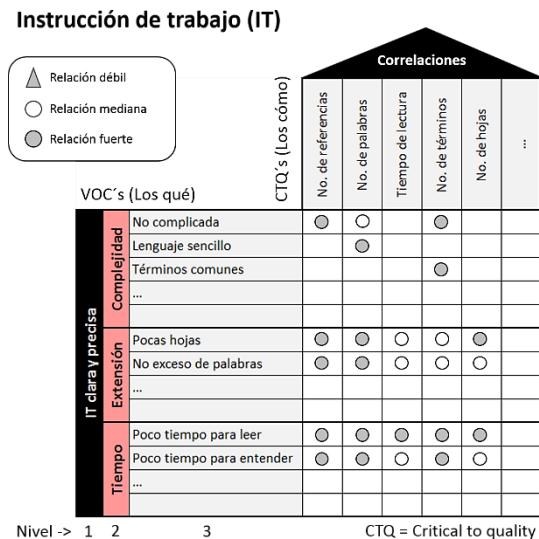 Instrucción de trabajo (IT)
Correlaciones
Relación débil
Relación mediana
Relación fuerte
VOC´s (Los qué)
CTQ´s (Los cómo)
No. de referencias
No. de palabras
Tiempo de lectura
No. de términos
No. de hojas
...
IT clara y precisa
Complejidad
No complicada
Lenguaje sencillo
Términos comunes
...
Extensión
Pocas hojas
No exceso de palabras
...
Tiempo
Poco tiempo para leer
Poco tiempo para entender
...
Nivel -> 1 2 3
CTQ = Critical to quality